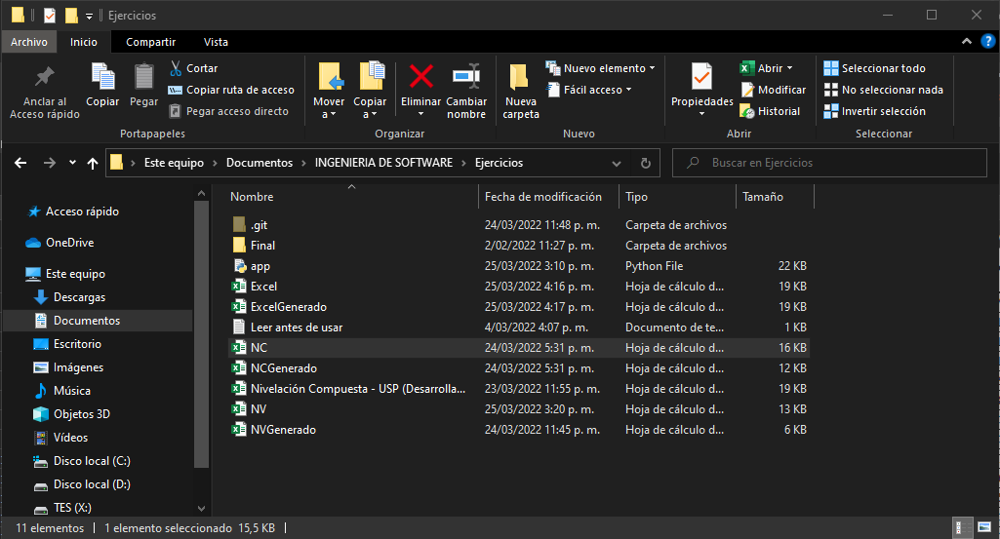 Ejercicios
Archivo Inicio Compartir Vista
Anclar al
Acceso rápido
Copiar
Pegar
Cortar
Copiar ruta de acceso
Pegar acceso directo
Portapapeles
Mover
a
Copiar
a
Eliminar
Cambiar
nombre
Organizar
Nueva
carpeta
Nuevo elemento
Fácil acceso
Nuevo
Propiedades
Abrir
Modificar
Historial
Abrir
Seleccionar todo
No seleccionar nada
Invertir selección
Seleccionar
Este equipo > Documentos > INGENIERIA DE SOFTWARE > Ejercicios
Buscar en Ejercicios
Acceso rápido
OneDrive
Este equipo
Descargas
Documentos
Escritorio
Imágenes
Música
Objetos 3D
Vídeos
Disco local (C:)
Disco local (D:)
TES (X:)
Nombre Fecha de modificación Tipo Tamaño
.git 24/03/2022 11:48 p. m. Carpeta de archivos
Final 2/02/2022 11:27 p. m. Carpeta de archivos
app 25/03/2022 3:10 p. m. Python File 22 KB
Excel 25/03/2022 4:16 p. m. Hoja de cálculo d... 19 KB
ExcelGenerado 25/03/2022 4:17 p. m. Hoja de cálculo d... 19 KB
Leer antes de usar 4/03/2022 4:07 p. m. Documento de te... 1 KB
NC 24/03/2022 5:31 p. m. Hoja de cálculo d... 16 KB
NCGenerado 24/03/2022 5:31 p. m. Hoja de cálculo d... 12 KB
Nivelación Compuesta - USP (Desarrolla... 23/03/2022 11:55 p. m. Hoja de cálculo d... 19 KB
NV 25/03/2022 3:20 p. m. Hoja de cálculo d... 13 KB
NVGenerado 24/03/2022 11:45 p. m. Hoja de cálculo d... 6 KB
11 elementos 1 elemento seleccionado 15,5 KB